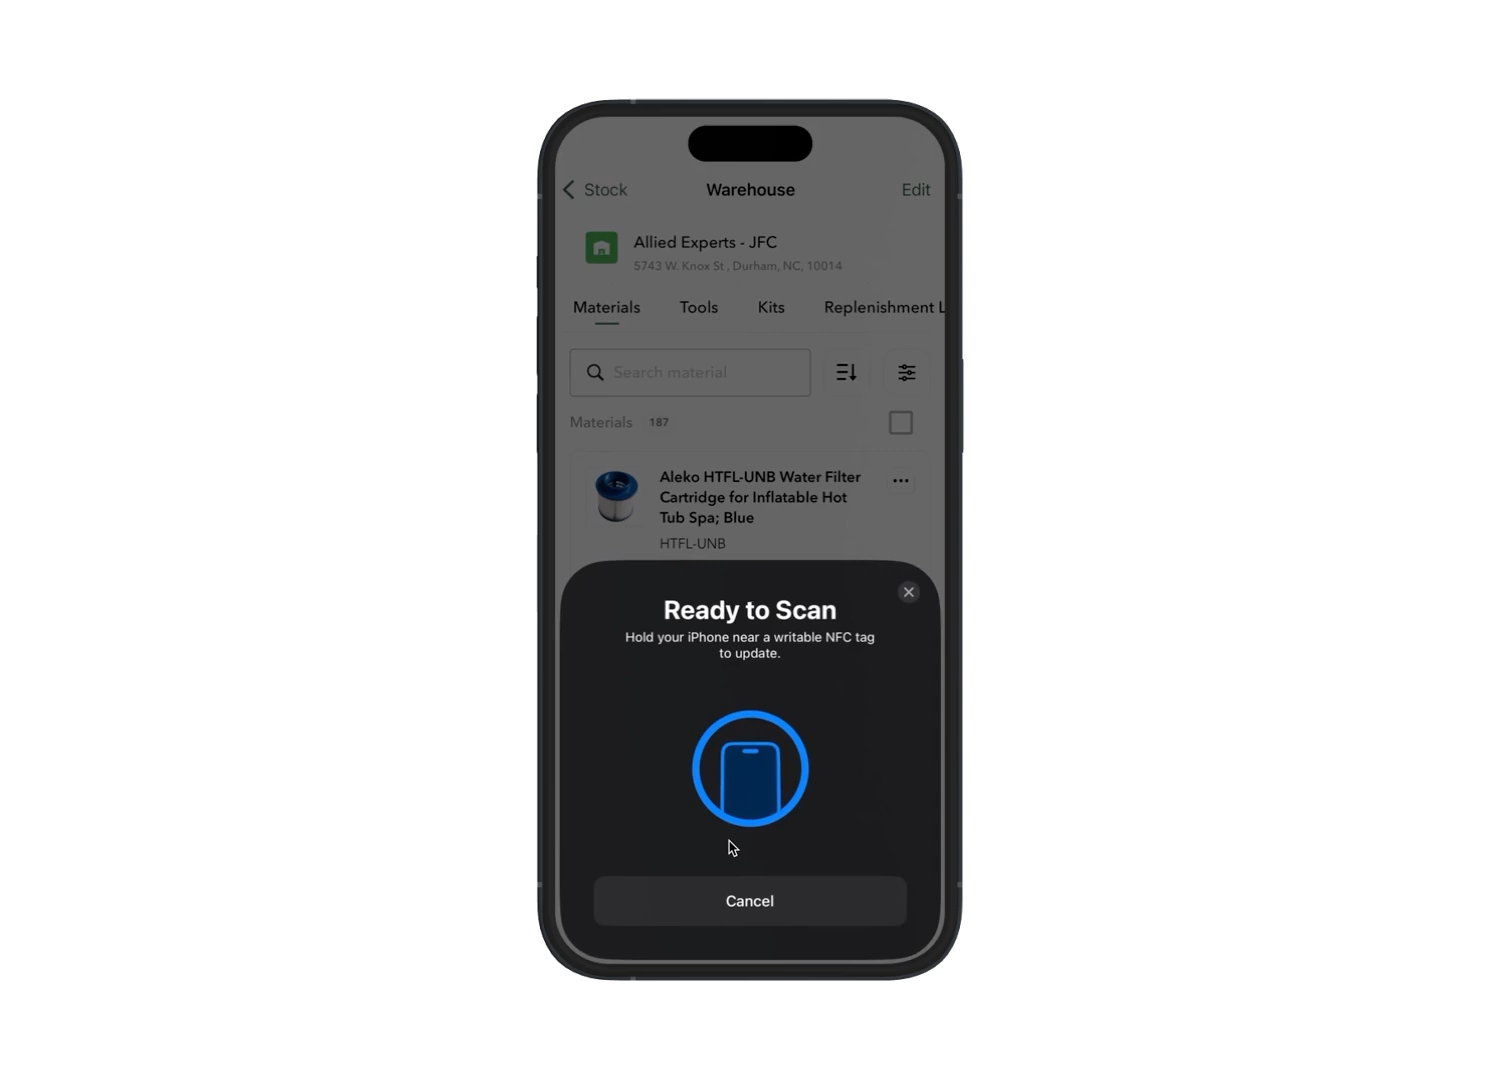 Stock
Warehouse
Edit
Allied Experts - JFC
5743 W. Knox St , Durham, NC, 10014
Materials
Tools
Kits
Replenishment L
Search material
Materials 187
Aleko HTFL-UNB Water Filter
Cartridge for Inflatable Hot
Tub Spa; Blue
HTFL-UNB
Ready to Scan
Hold your iPhone near a writable NFC tag
to update.
Cancel